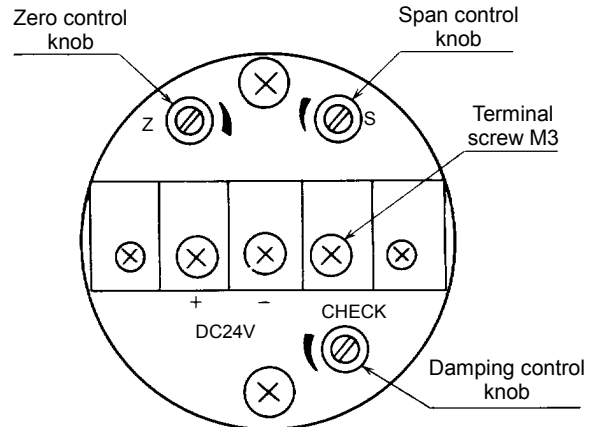 Zero control
knob
Span control
knob
Z
S
Terminal
screw M3
+ −
CHECK
DC24V
Damping control
knob